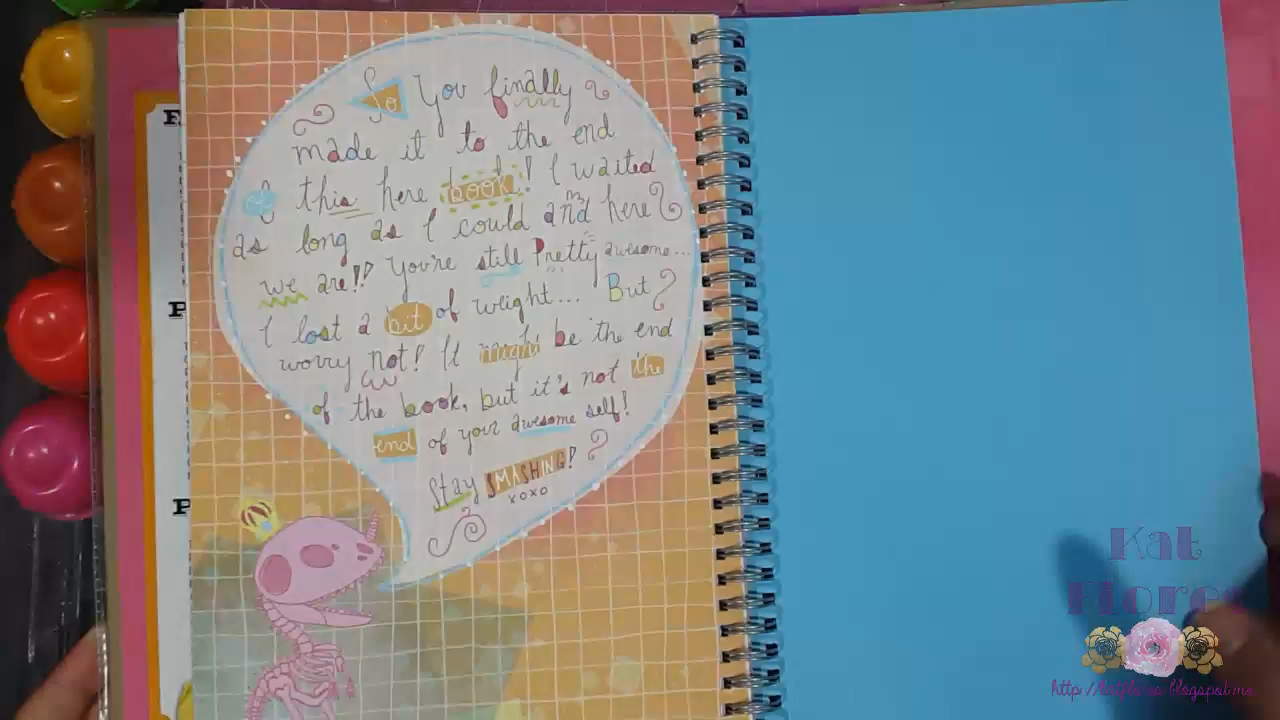 So you finally
made it to the end
of this here book! I waited
as long as I could and here
we are!! You're still Pretty awesome...
I lost a bit of weight... But
worry not! It might be the end
of the book, but it's not the
end of your awesome self!
Stay SMASHING!
xoxo
E
P
P
Kat
Flores
http://katflores.blogspot.mx